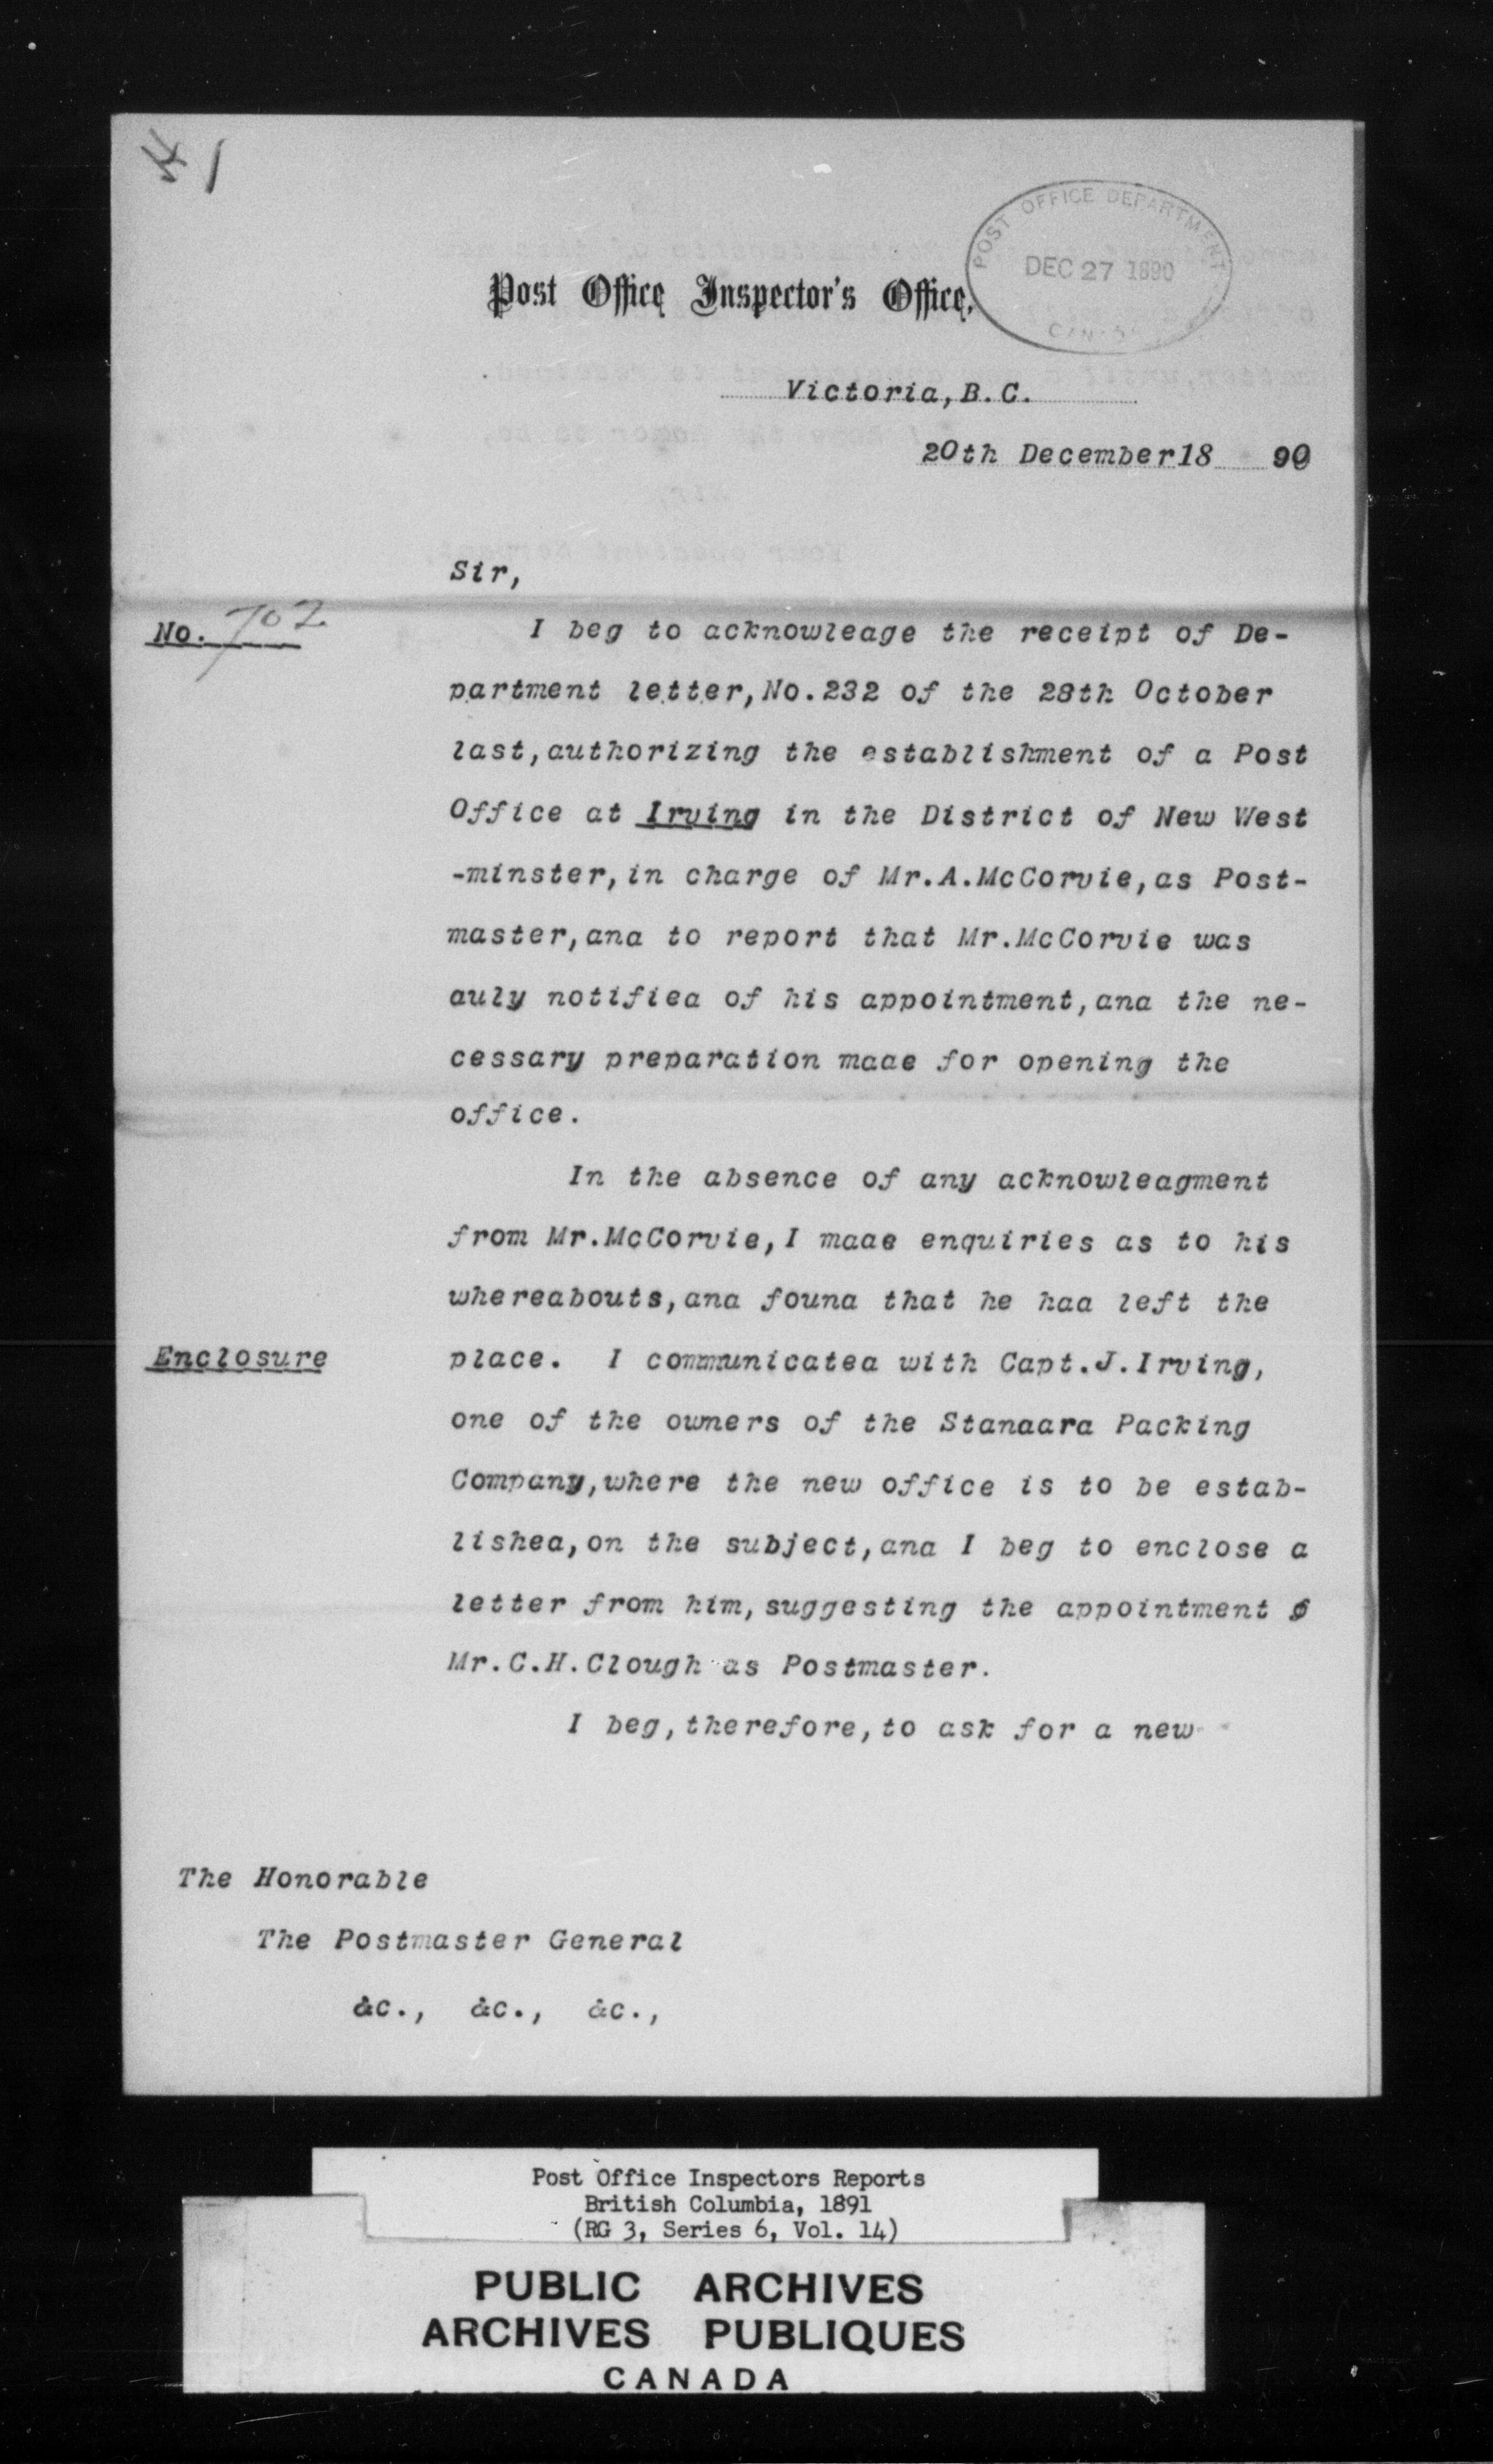 41
POST OFFICE DEPARTMENT
DEC 27 1890
CANADA
Post Office Inspector's Office,
Victoria, B.C.
20th December 18 90
Sir,
No. 702
I beg to acknowledge the receipt of De-
partment letter, No. 232 of the 28th October
last, authorizing the establishment of a Post
Office at Irving in the District of New West
-minster, in charge of Mr. A. McCorvie, as Post-
master, and to report that Mr. McCorvie was
duly notified of his appointment, and the ne-
cessary preparation made for opening the
office.
In the absence of any acknowledgment
from Mr. McCorvie, I made enquiries as to his
whereabouts, and found that he had left the
Enclosure
place. I communicated with Capt. J. Irving,
one of the owners of the Standard Packing
Company, where the new office is to be estab-
lished, on the subject, and I beg to enclose a
letter from him, suggesting the appointment
Mr. C. H. Clough as Postmaster.
I beg, therefore, to ask for a new
The Honorable
The Postmaster General
&c., &c., &c.,
Post Office Inspectors Reports
British Columbia, 1891
(RG 3, Series 6, Vol. 14)
PUBLIC ARCHIVES
ARCHIVES PUBLIQUES
CANADA